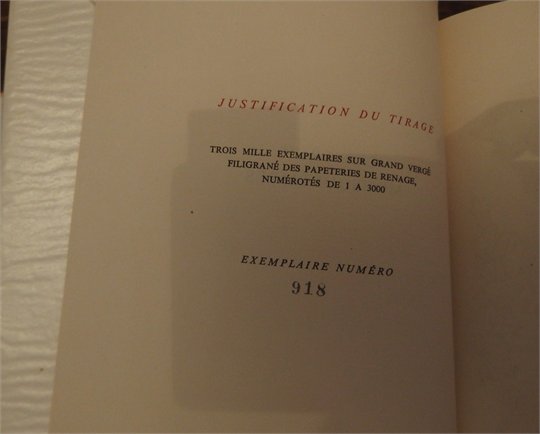 JUSTIFICATION DU TIRAGE
TROIS MILLE EXEMPLAIRES SUR GRAND VERGÉ
FILIGRANÉ DES PAPETERIES DE RENAGE,
NUMÉROTÉS DE 1 A 3000
EXEMPLAIRE NUMÉRO
918